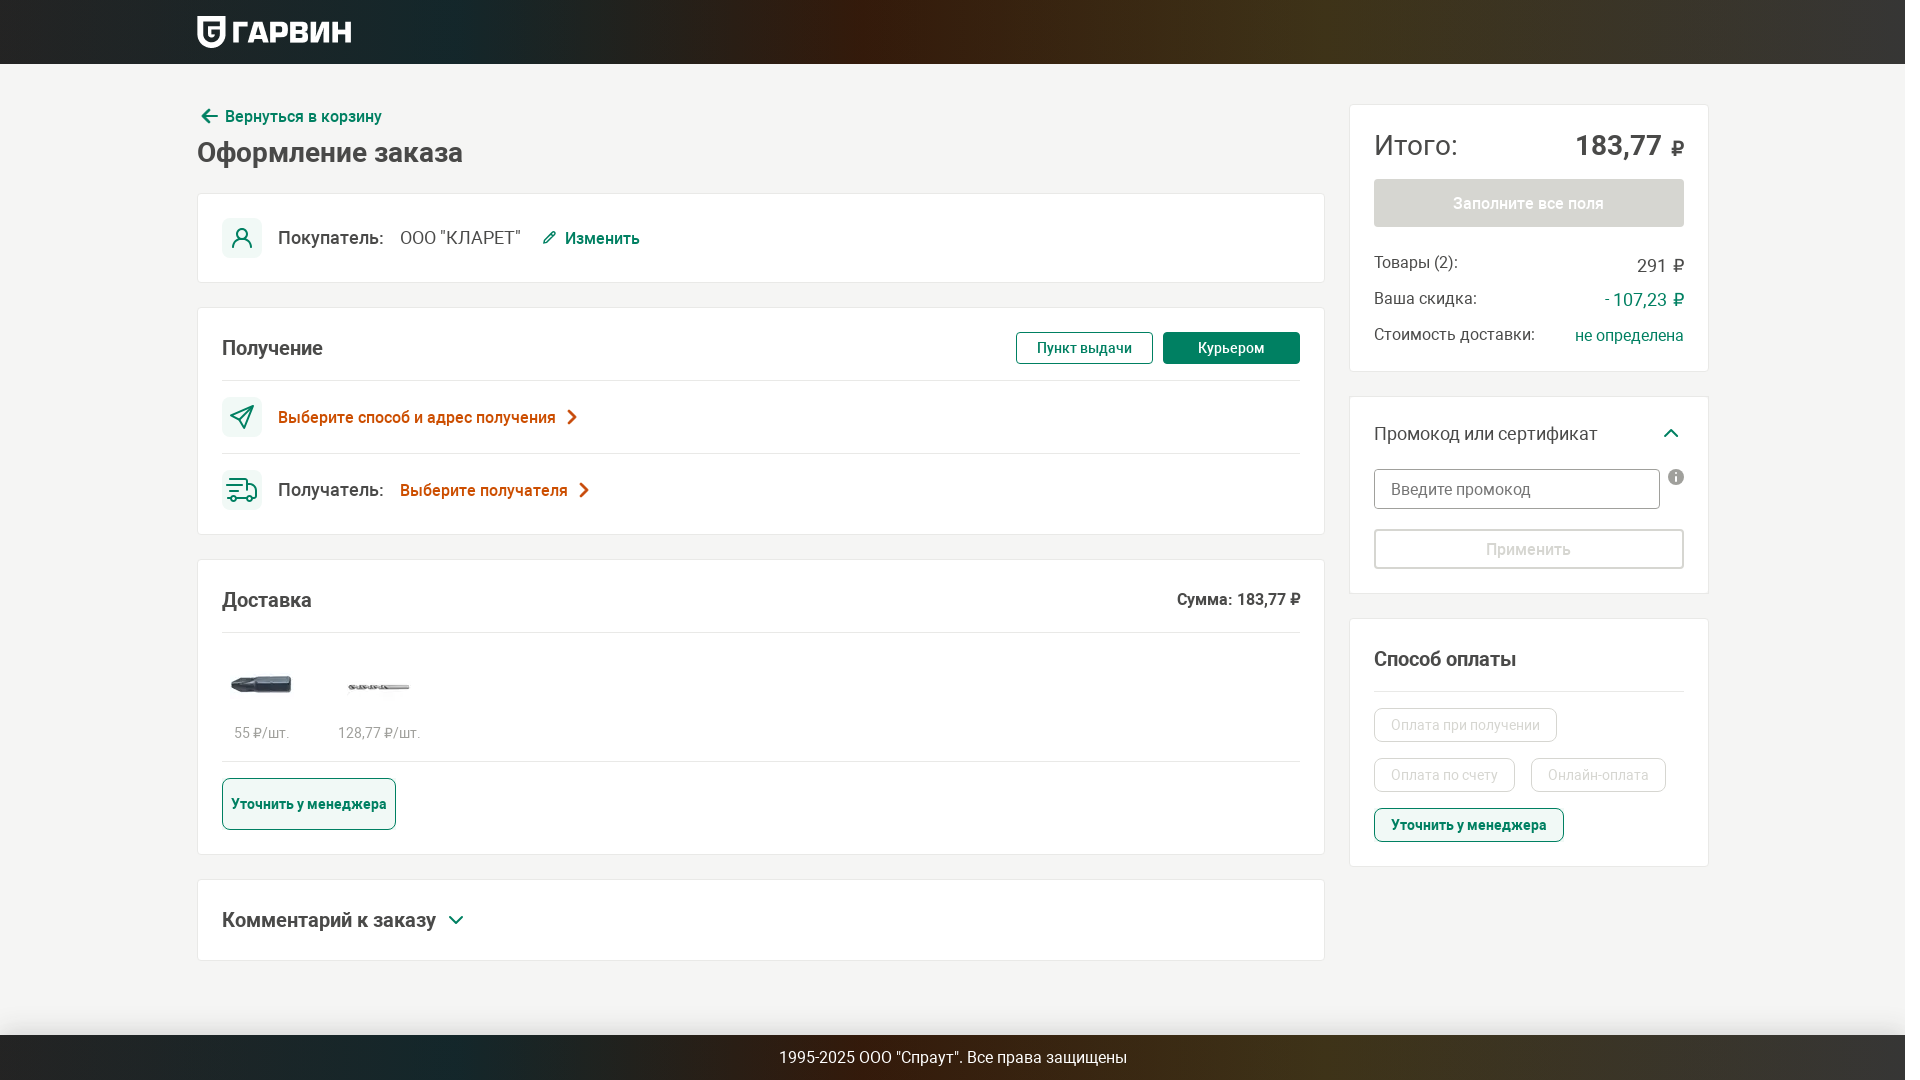 ГАРВИН
Вернуться в корзину
Оформление заказа
Покупатель: ООО "КЛАРЕТ" Изменить
Получение
Пункт выдачи Курьером
Выберите способ и адрес получения
Получатель: Выберите получателя
Доставка
Сумма: 183,77 ₽
55 ₽/шт. 128,77 ₽/шт.
Уточнить у менеджера
Комментарий к заказу
Итого: 183,77 ₽
Заполните все поля
Товары (2): 291 ₽
Ваша скидка: - 107,23 ₽
Стоимость доставки: не определена
Промокод или сертификат
Введите промокод
Применить
Способ оплаты
Оплата при получении
Оплата по счету Онлайн-оплата
Уточнить у менеджера
1995-2025 ООО "Спраут". Все права защищены